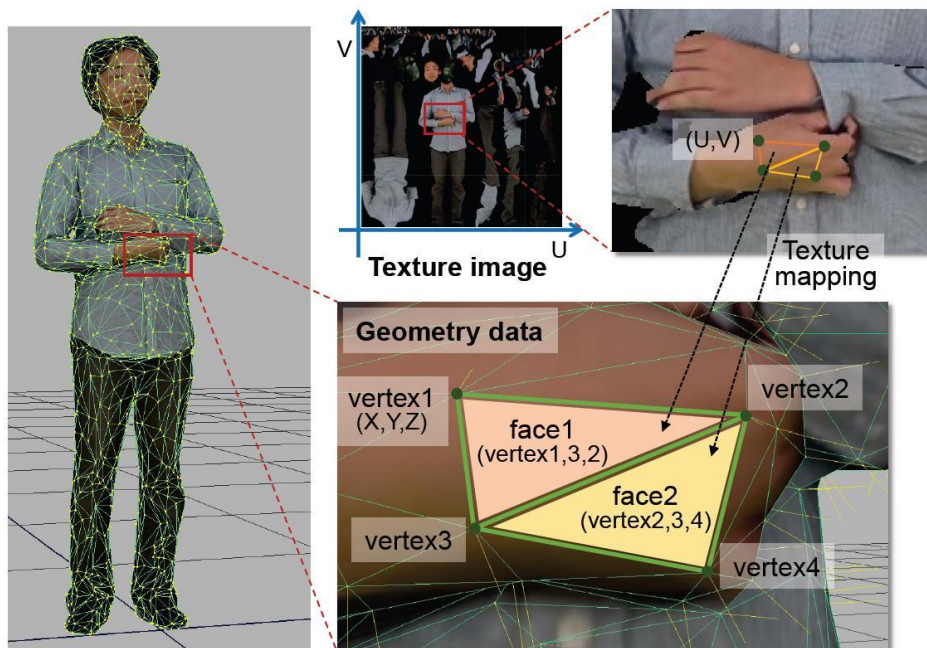 V
U
Texture image
(U,V)
Texture
mapping
Geometry data
vertex1
(X,Y,Z)
vertex2
face1
(vertex1,3,2)
face2
(vertex2,3,4)
vertex3
vertex4